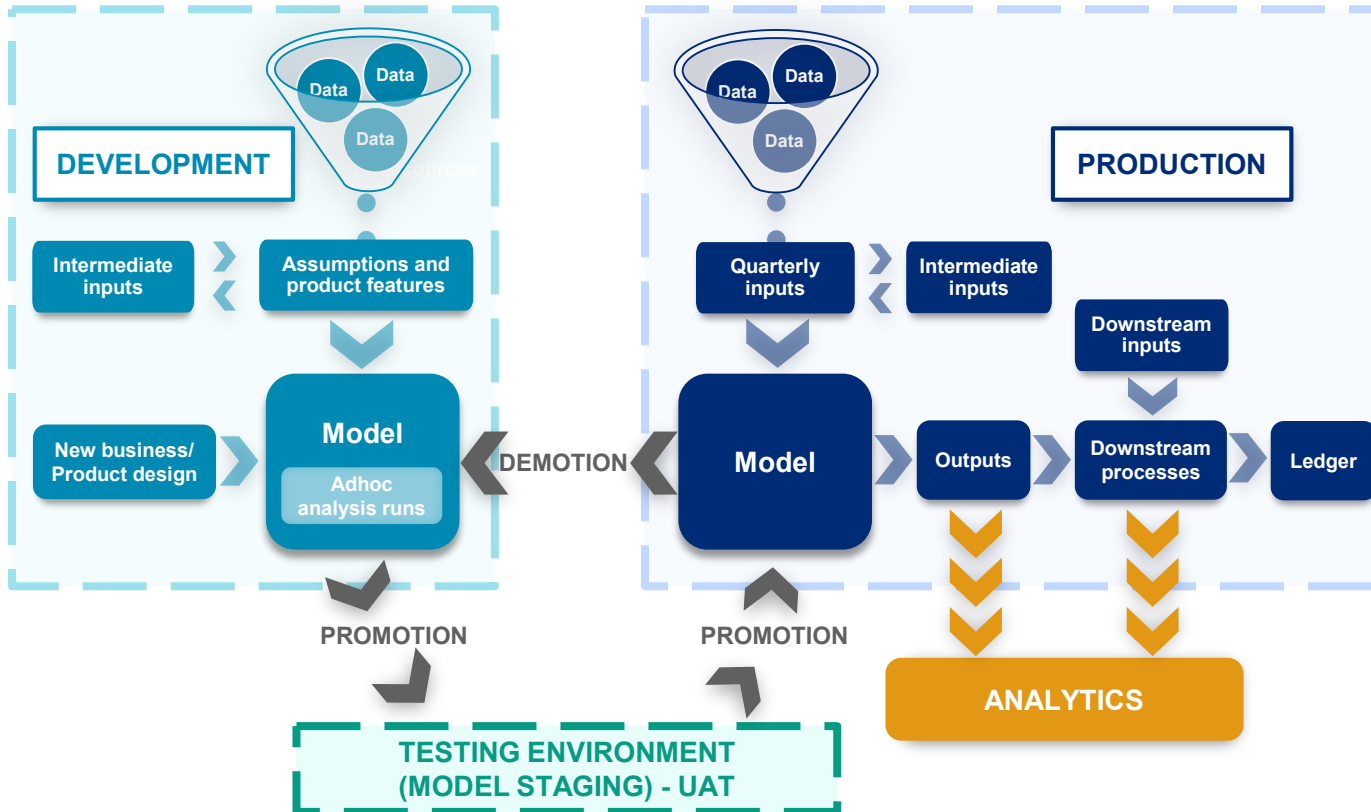 Data
Data
Data
sources
DEVELOPMENT
Intermediate
inputs
Assumptions and
product features
New business/
Product design
Model
Adhoc
analysis runs
DEMOTION
Data
Data
Data
PRODUCTION
Quarterly
inputs
Intermediate
inputs
Downstream
inputs
Model
Outputs
Downstream
processes
Ledger
PROMOTION
PROMOTION
ANALYTICS
TESTING ENVIRONMENT
(MODEL STAGING) - UAT